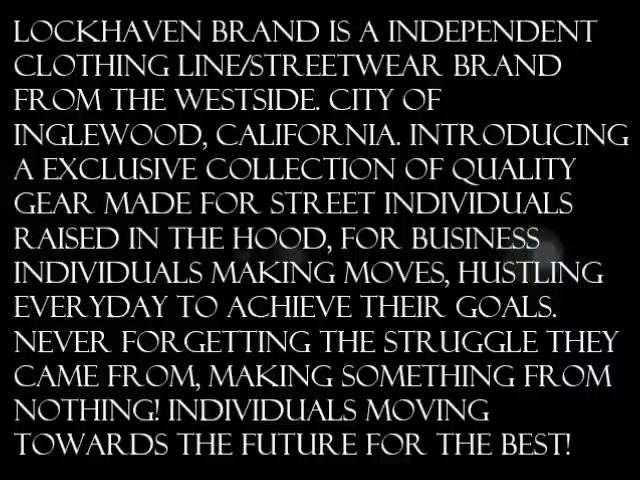 LOCKHAVEN BRAND IS A INDEPENDENT
CLOTHING LINE/STREETWEAR BRAND
FROM THE WESTSIDE. CITY OF
INGLEWOOD, CALIFORNIA. INTRODUCING
A EXCLUSIVE COLLECTION OF QUALITY
GEAR MADE FOR STREET INDIVIDUALS
RAISED IN THE HOOD, FOR BUSINESS
INDIVIDUALS MAKING MOVES, HUSTLING
EVERYDAY TO ACHIEVE THEIR GOALS.
NEVER FORGETTING THE STRUGGLE THEY
CAME FROM, MAKING SOMETHING FROM
NOTHING! INDIVIDUALS MOVING
TOWARDS THE FUTURE FOR THE BEST!